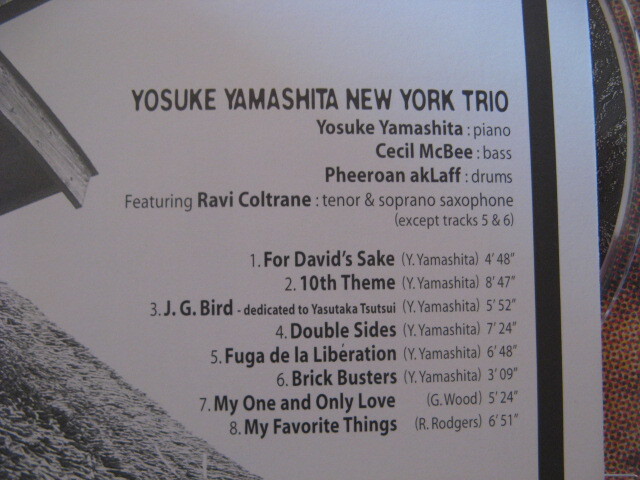 YOSUKE YAMASHITA NEW YORK TRIO
Yosuke Yamashita : piano
Cecil McBee : bass
Pheeroan akLaff : drums
Featuring Ravi Coltrane : tenor & soprano saxophone
(except tracks 5 & 6)
1. For David's Sake (Y. Yamashita) 4' 48"
2. 10th Theme (Y. Yamashita) 8' 47"
3. J. G. Bird - dedicated to Yasutaka Tsutsui (Y. Yamashita) 5' 52"
4. Double Sides (Y. Yamashita) 7' 24"
5. Fuga de la Libération (Y. Yamashita) 6' 48"
6. Brick Busters (Y. Yamashita) 3' 09"
7. My One and Only Love (G. Wood) 5' 24"
8. My Favorite Things (R. Rodgers) 6' 51"